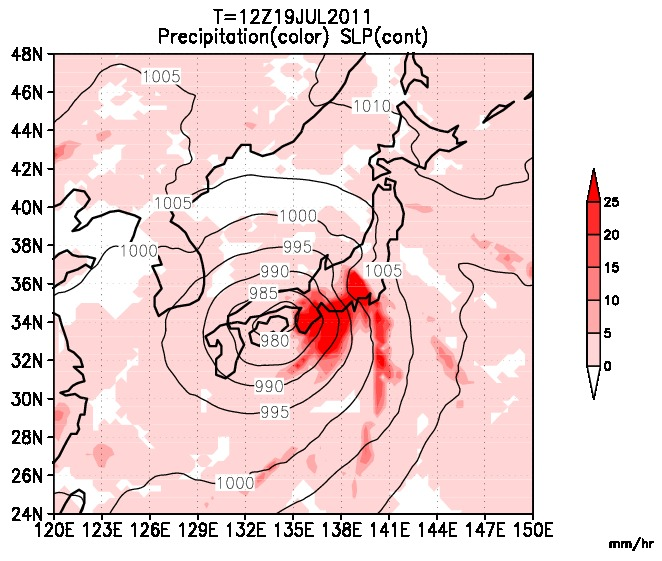 T=12Z19JUL2011
Precipitation(color) SLP(cont)
48N
46N
44N
42N
40N
38N
36N
34N
32N
30N
28N
26N
24N
120E 123E 126E 129E 132E 135E 138E 141E 144E 147E 150E
1005
1010
1005
1000
1000
995
990
1005
985
980
990
995
1000
25
20
15
10
5
0
mm/hr